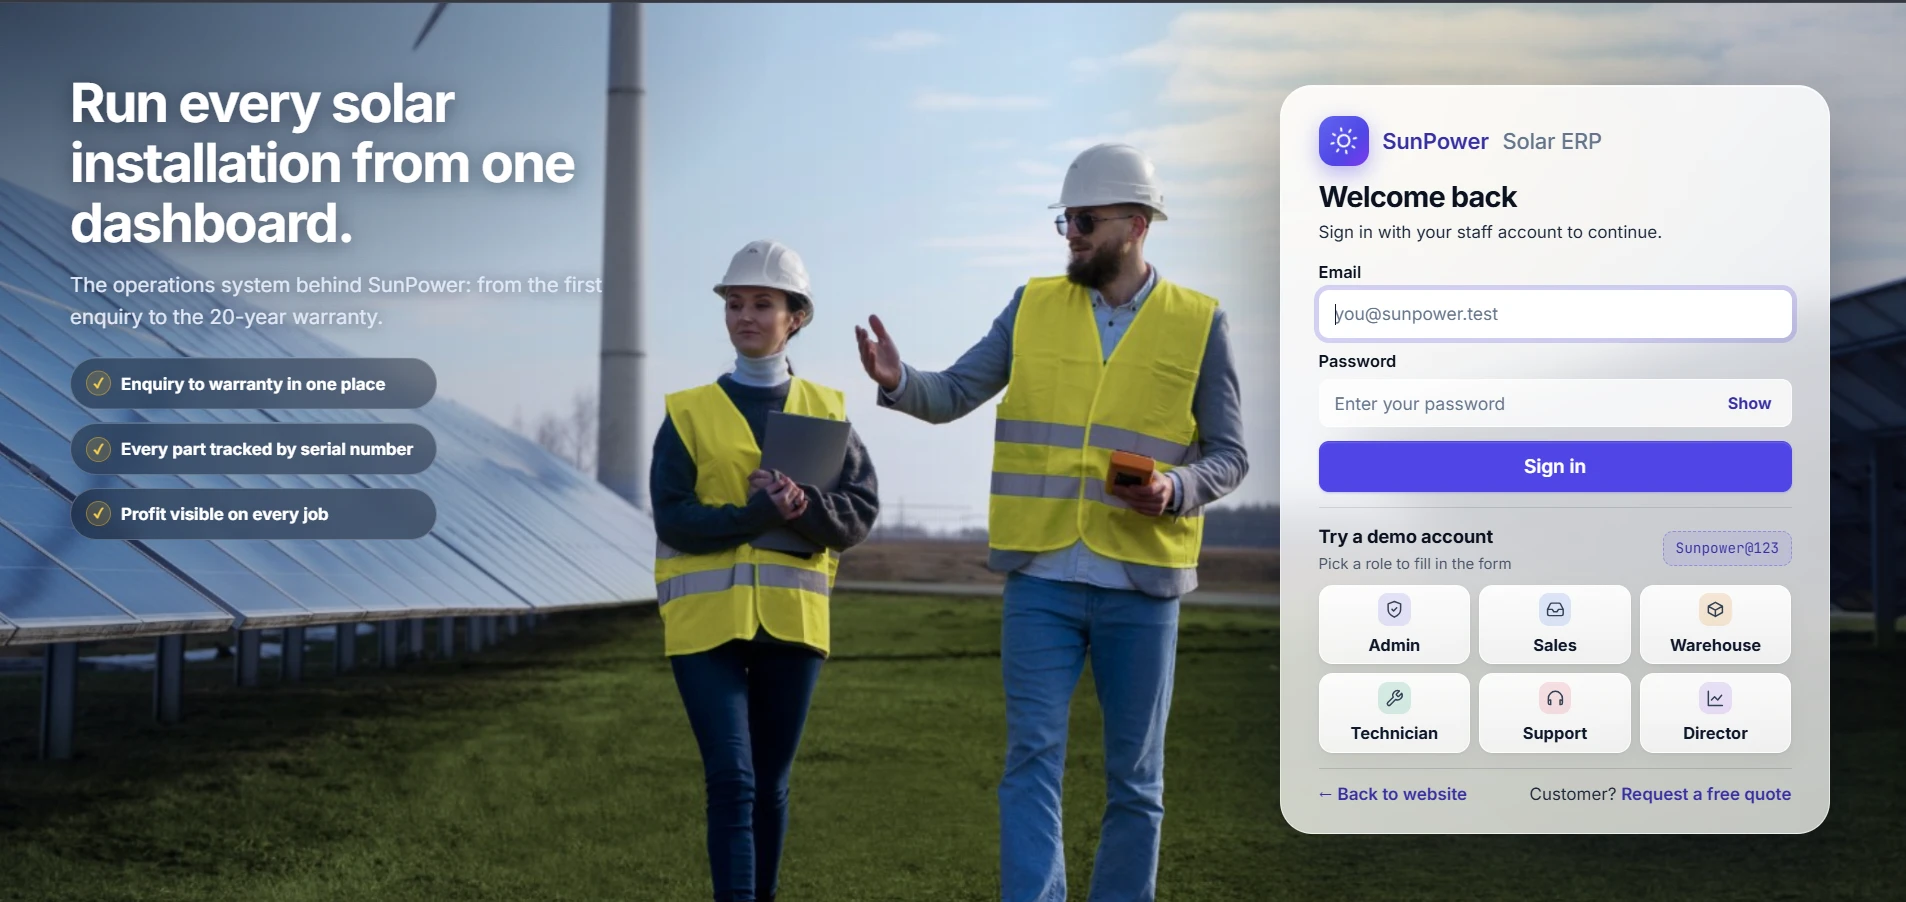 Run every solar
installation from one
dashboard.
The operations system behind SunPower: from the first
enquiry to the 20-year warranty.
✓ Enquiry to warranty in one place
✓ Every part tracked by serial number
✓ Profit visible on every job
SunPower Solar ERP
Welcome back
Sign in with your staff account to continue.
Email
you@sunpower.test
Password
Enter your password Show
Sign in
Try a demo account
Pick a role to fill in the form
Sunpower@123
Admin Sales Warehouse
Technician Support Director
← Back to website Customer? Request a free quote